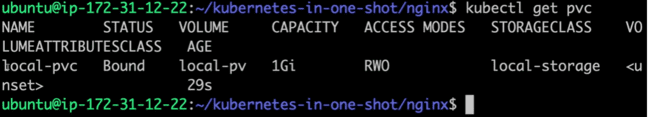 ubuntu@ip-172-31-12-22:~/kubernetes-in-one-shot/nginx$ kubectl get pvc
NAME STATUS VOLUME CAPACITY ACCESS MODES STORAGECLASS VO
LUMEATTRIBUTESCLASS AGE
local-pvc Bound local-pv 1Gi RWO local-storage <u
nset> 29s
ubuntu@ip-172-31-12-22:~/kubernetes-in-one-shot/nginx$